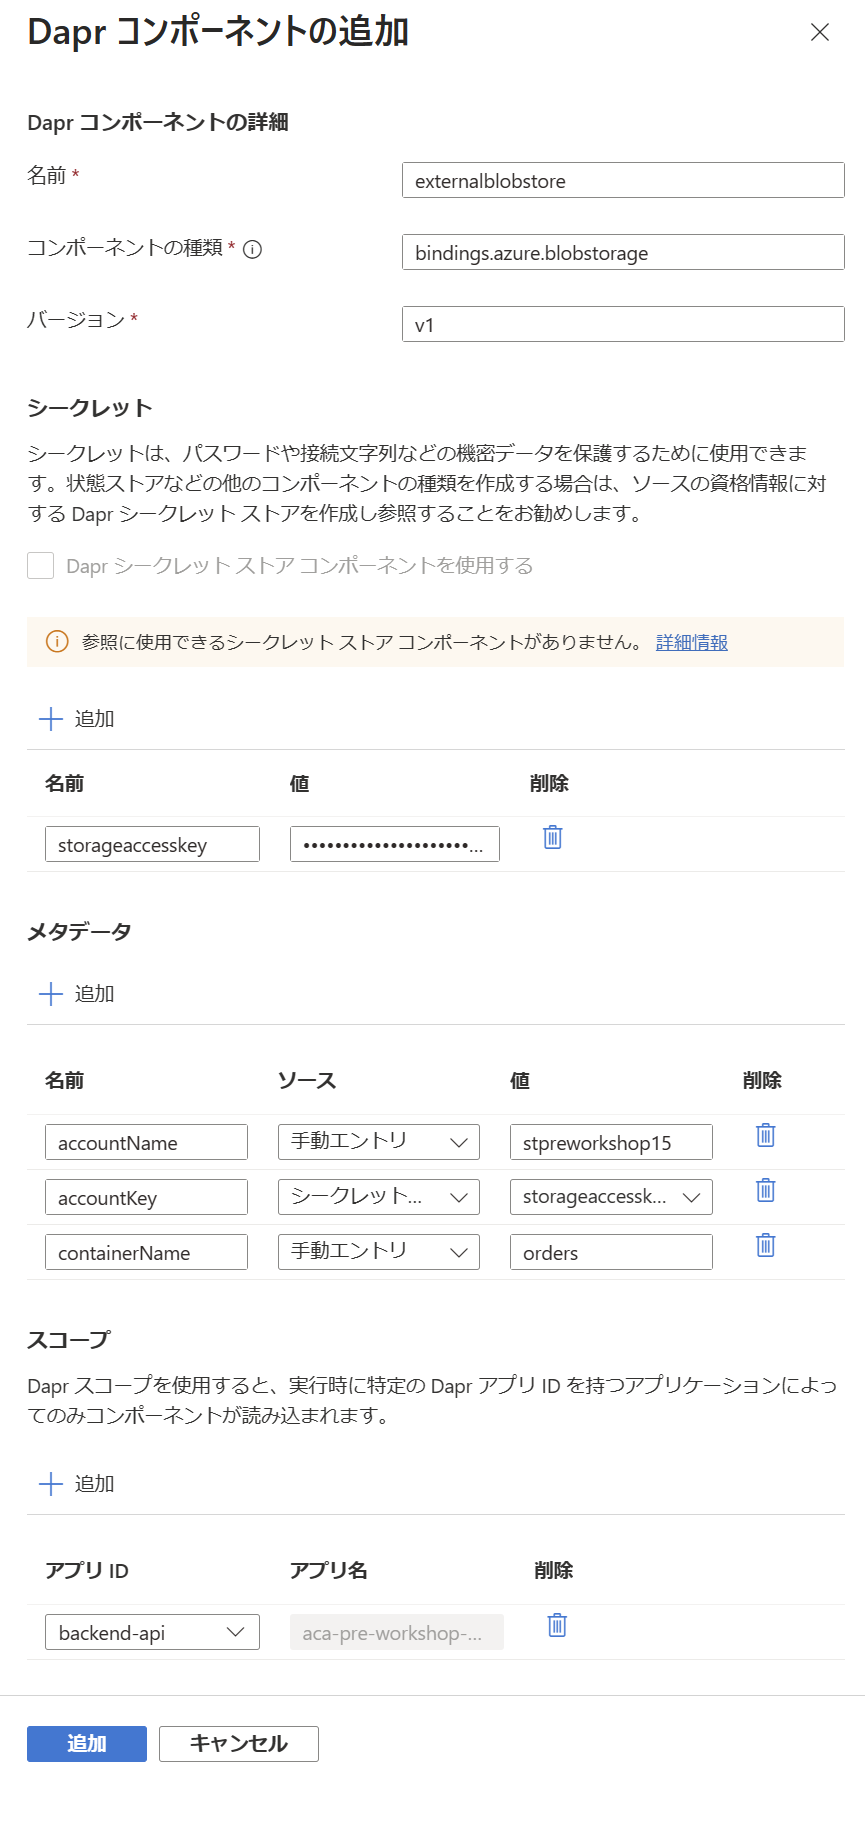 Dapr コンポーネントの追加
Dapr コンポーネントの詳細
名前 *
externalblobstore
コンポーネントの種類 *
bindings.azure.blobstorage
バージョン *
v1
シークレット
シークレットは、パスワードや接続文字列などの機密データを保護するために使用できま
す。状態ストアなどの他のコンポーネントの種類を作成する場合は、ソースの資格情報に対
する Dapr シークレット ストアを作成し参照することをお勧めします。
Dapr シークレット ストア コンポーネントを使用する
参照に使用できるシークレット ストア コンポーネントがありません。 詳細情報
追加
名前 値 削除
storageaccesskey •••••••••••••••••••••...
メタデータ
追加
名前 ソース 値 削除
accountName 手動エントリ stpreworkshop15
accountKey シークレット... storageaccessk...
containerName 手動エントリ orders
スコープ
Dapr スコープを使用すると、実行時に特定の Dapr アプリ ID を持つアプリケーションによっ
てのみコンポーネントが読み込まれます。
追加
アプリ ID アプリ名 削除
backend-api aca-pre-workshop-...
追加 キャンセル